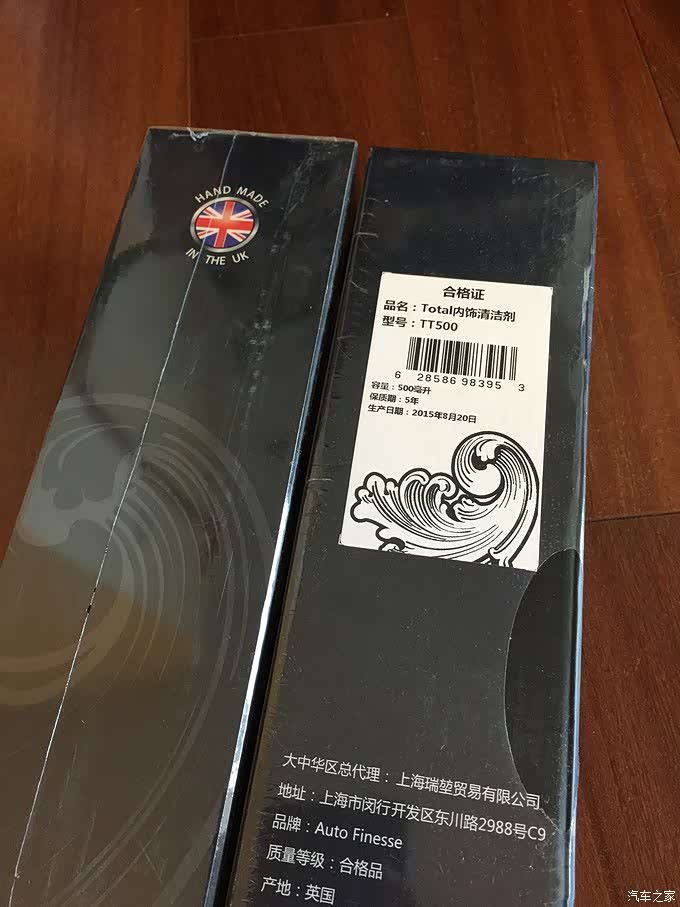 HAND MADE
IN THE UK
合格证
品名：Total内饰清洁剂
型号：TT500
6 28586 98395 3
容量：500毫升
保质期：5年
生产日期：2015年8月20日
大中华区总代理：上海瑞堃贸易有限公司
地址：上海市闵行开发区东川路2988号C9
品牌：Auto Finesse
质量等级：合格品
产地：英国
汽车之家